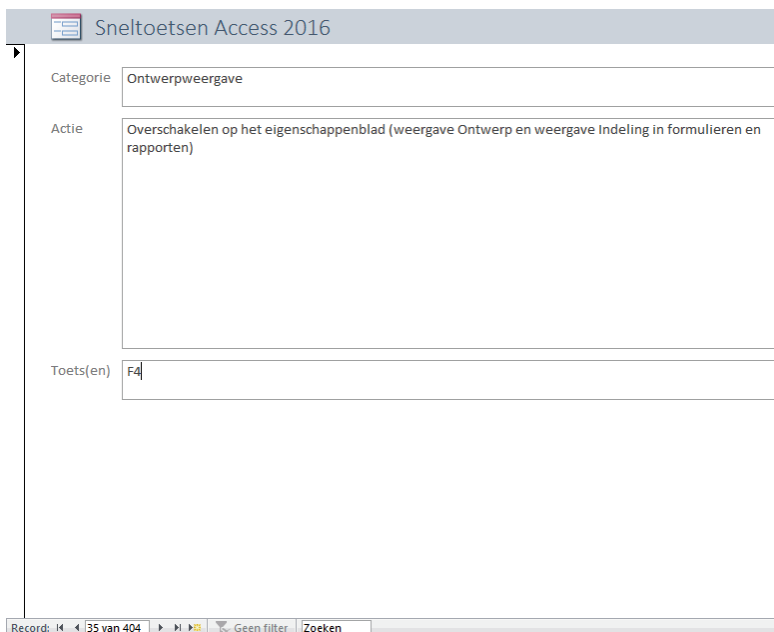 Sneltoetsen Access 2016
Categorie Ontwerpweergave
Actie Overschakelen op het eigenschappenblad (weergave Ontwerp en weergave Indeling in formulieren en
rapporten)
Toets(en) F4
Record: 35 van 404 Geen filter Zoeken